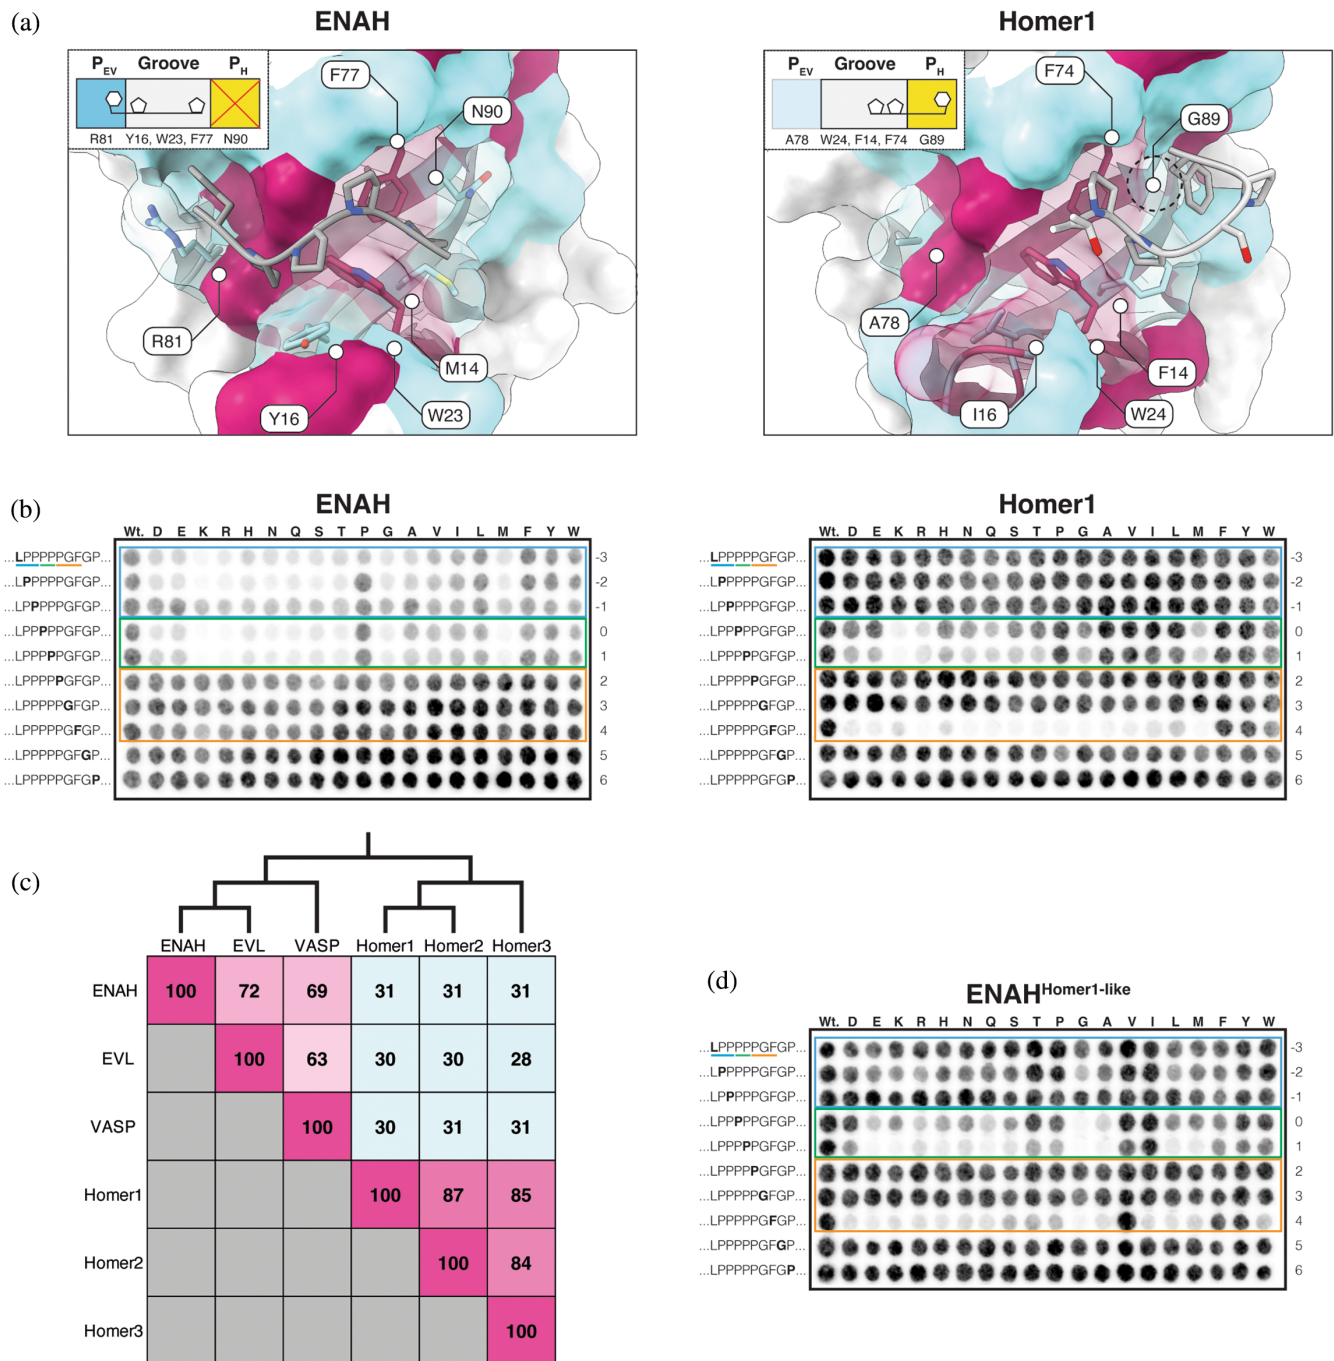 (a)
ENAH
Homer1
P_EV Groove P_H
R81 Y16, W23, F77 N90
F77
N90
R81
Y16
M14
W23
P_EV Groove P_H
A78 W24, F14, F74 G89
F74
G89
A78
I16
F14
W24
(b)
ENAH
Wt. D E K R H N Q S T P G A V I L M F Y W
...LPPPPPGFGP... -3
...LPPPPPGFGP... -2
...LPPPPPGFGP... -1
...LPPPPPGFGP... 0
...LPPPPPGFGP... 1
...LPPPPPGFGP... 2
...LPPPPPGFGP... 3
...LPPPPPGFGP... 4
...LPPPPPGFGP... 5
...LPPPPPGFGP... 6
Homer1
Wt. D E K R H N Q S T P G A V I L M F Y W
...LPPPPPGFGP... -3
...LPPPPPGFGP... -2
...LPPPPPGFGP... -1
...LPPPPPGFGP... 0
...LPPPPPGFGP... 1
...LPPPPPGFGP... 2
...LPPPPPGFGP... 3
...LPPPPPGFGP... 4
...LPPPPPGFGP... 5
...LPPPPPGFGP... 6
(c)
ENAH EVL VASP Homer1 Homer2 Homer3
ENAH 100 72 69 31 31 31
EVL 100 63 30 30 28
VASP 100 30 31 31
Homer1 100 87 85
Homer2 100 84
Homer3 100
(d)
ENAH^Homer1-like
Wt. D E K R H N Q S T P G A V I L M F Y W
...LPPPPPGFGP... -3
...LPPPPPGFGP... -2
...LPPPPPGFGP... -1
...LPPPPPGFGP... 0
...LPPPPPGFGP... 1
...LPPPPPGFGP... 2
...LPPPPPGFGP... 3
...LPPPPPGFGP... 4
...LPPPPPGFGP... 5
...LPPPPPGFGP... 6